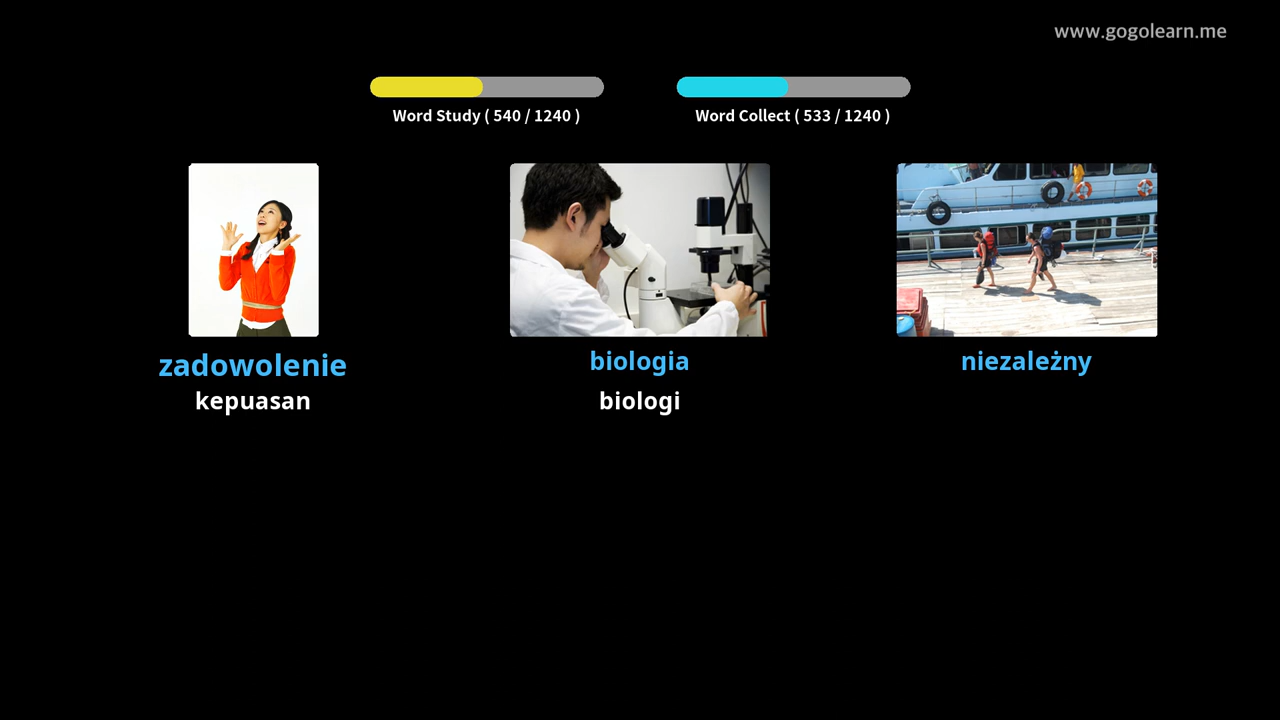 www.gogolearn.me
Word Study ( 540 / 1240 )
Word Collect ( 533 / 1240 )
zadowolenie
kepuasan
biologia
biologi
niezależny